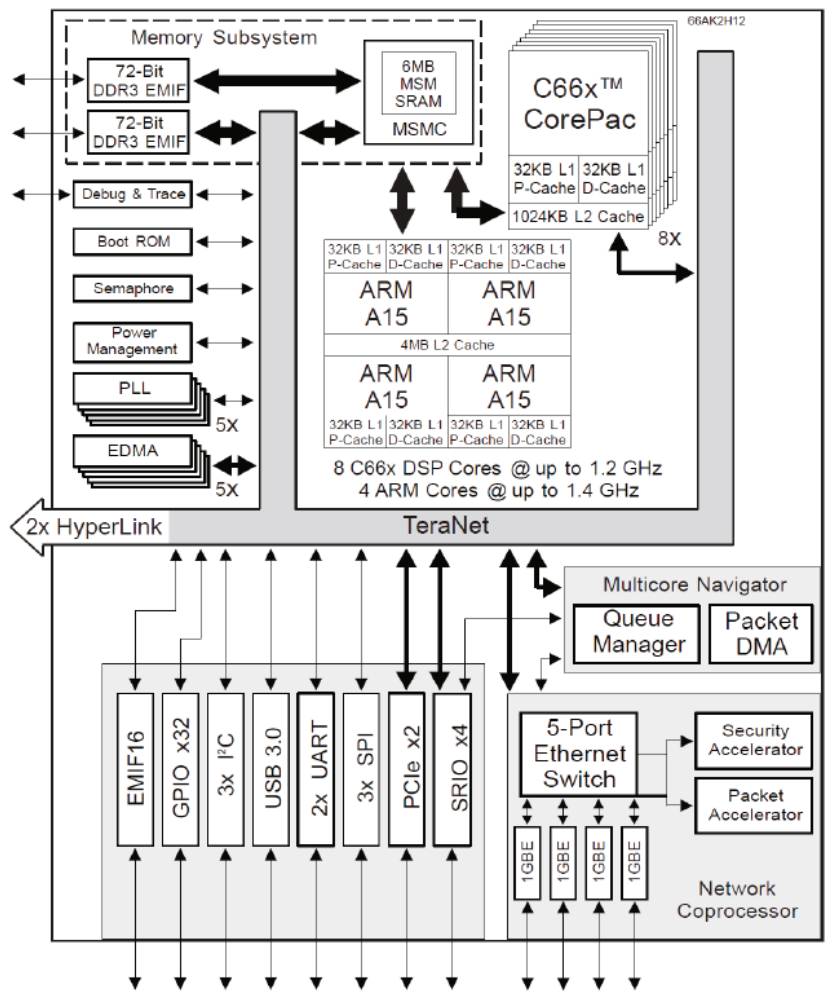 66AK2H12
Memory Subsystem
72-Bit
DDR3 EMIF
72-Bit
DDR3 EMIF
6MB
MSM
SRAM
MSMC
C66x™
CorePac
32KB L1
P-Cache
32KB L1
D-Cache
1024KB L2 Cache
8X
Debug & Trace
Boot ROM
Semaphore
Power
Management
PLL
5X
EDMA
5X
32KB L1
P-Cache
32KB L1
D-Cache
32KB L1
P-Cache
32KB L1
D-Cache
ARM
A15
ARM
A15
4MB L2 Cache
ARM
A15
ARM
A15
32KB L1
P-Cache
32KB L1
D-Cache
32KB L1
P-Cache
32KB L1
D-Cache
8 C66x DSP Cores @ up to 1.2 GHz
4 ARM Cores @ up to 1.4 GHz
2x HyperLink
TeraNet
Multicore Navigator
Queue
Manager
Packet
DMA
EMIF16
GPIO x32
3x I²C
USB 3.0
2x UART
3x SPI
PCIe x2
SRIO x4
5-Port
Ethernet
Switch
Security
Accelerator
Packet
Accelerator
1GBE
1GBE
1GBE
1GBE
Network
Coprocessor